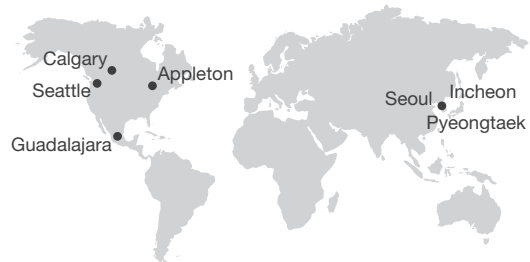 Calgary
Appleton
Seattle
Seoul
Incheon
Pyeongtaek
Guadalajara